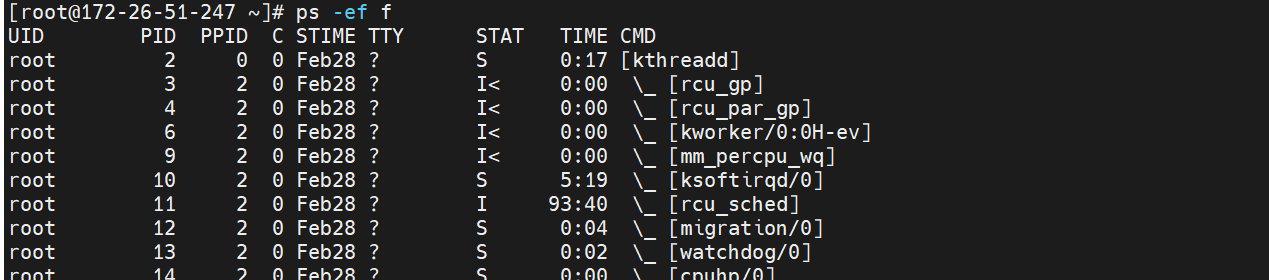 [root@172-26-51-247 ~]# ps -ef f
UID        PID  PPID  C STIME TTY      STAT   TIME CMD
root         2     0  0 Feb28 ?        S      0:17 [kthreadd]
root         3     2  0 Feb28 ?        I<     0:00  \_ [rcu_gp]
root         4     2  0 Feb28 ?        I<     0:00  \_ [rcu_par_gp]
root         6     2  0 Feb28 ?        I<     0:00  \_ [kworker/0:0H-ev]
root         9     2  0 Feb28 ?        I<     0:00  \_ [mm_percpu_wq]
root        10     2  0 Feb28 ?        S      5:19  \_ [ksoftirqd/0]
root        11     2  0 Feb28 ?        I     93:40  \_ [rcu_sched]
root        12     2  0 Feb28 ?        S      0:04  \_ [migration/0]
root        13     2  0 Feb28 ?        S      0:02  \_ [watchdog/0]
root        14     2  0 Feb28 ?        S      0:00  \_ [cpuhp/0]